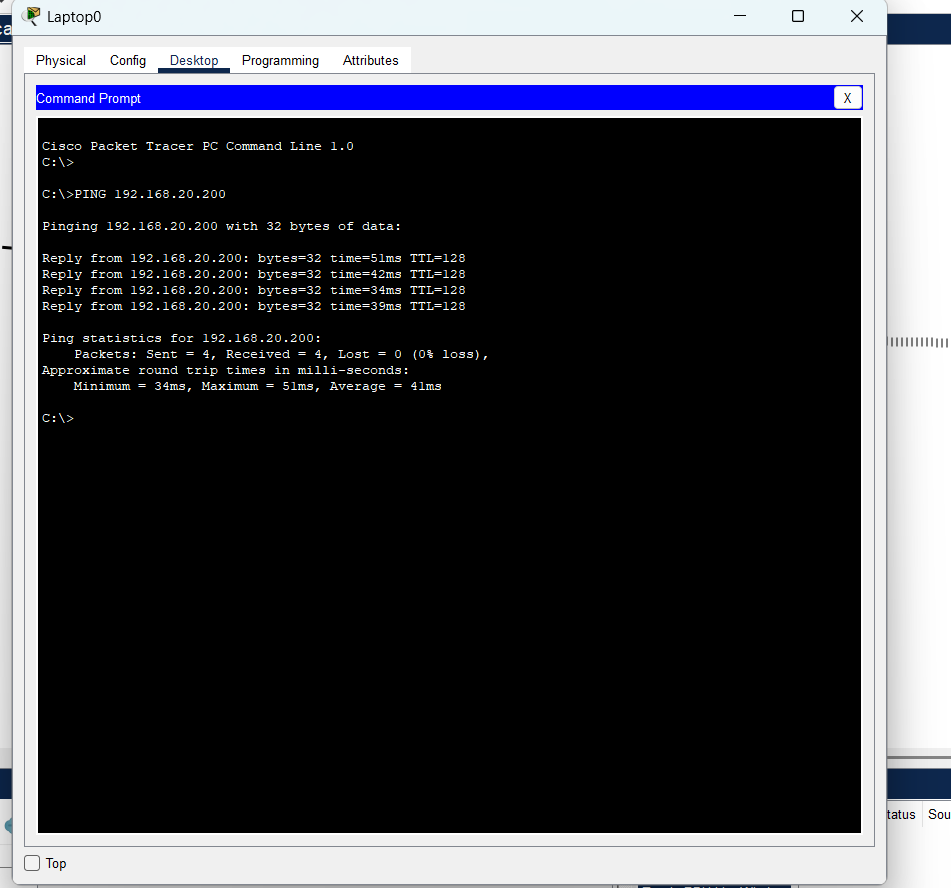 Laptop0
Physical Config Desktop Programming Attributes
Command Prompt
X
Cisco Packet Tracer PC Command Line 1.0
C:\>
C:\>PING 192.168.20.200
Pinging 192.168.20.200 with 32 bytes of data:
Reply from 192.168.20.200: bytes=32 time=51ms TTL=128
Reply from 192.168.20.200: bytes=32 time=42ms TTL=128
Reply from 192.168.20.200: bytes=32 time=34ms TTL=128
Reply from 192.168.20.200: bytes=32 time=39ms TTL=128
Ping statistics for 192.168.20.200:
Packets: Sent = 4, Received = 4, Lost = 0 (0% loss),
Approximate round trip times in milli-seconds:
Minimum = 34ms, Maximum = 51ms, Average = 41ms
C:\>
tatus Sou
Top